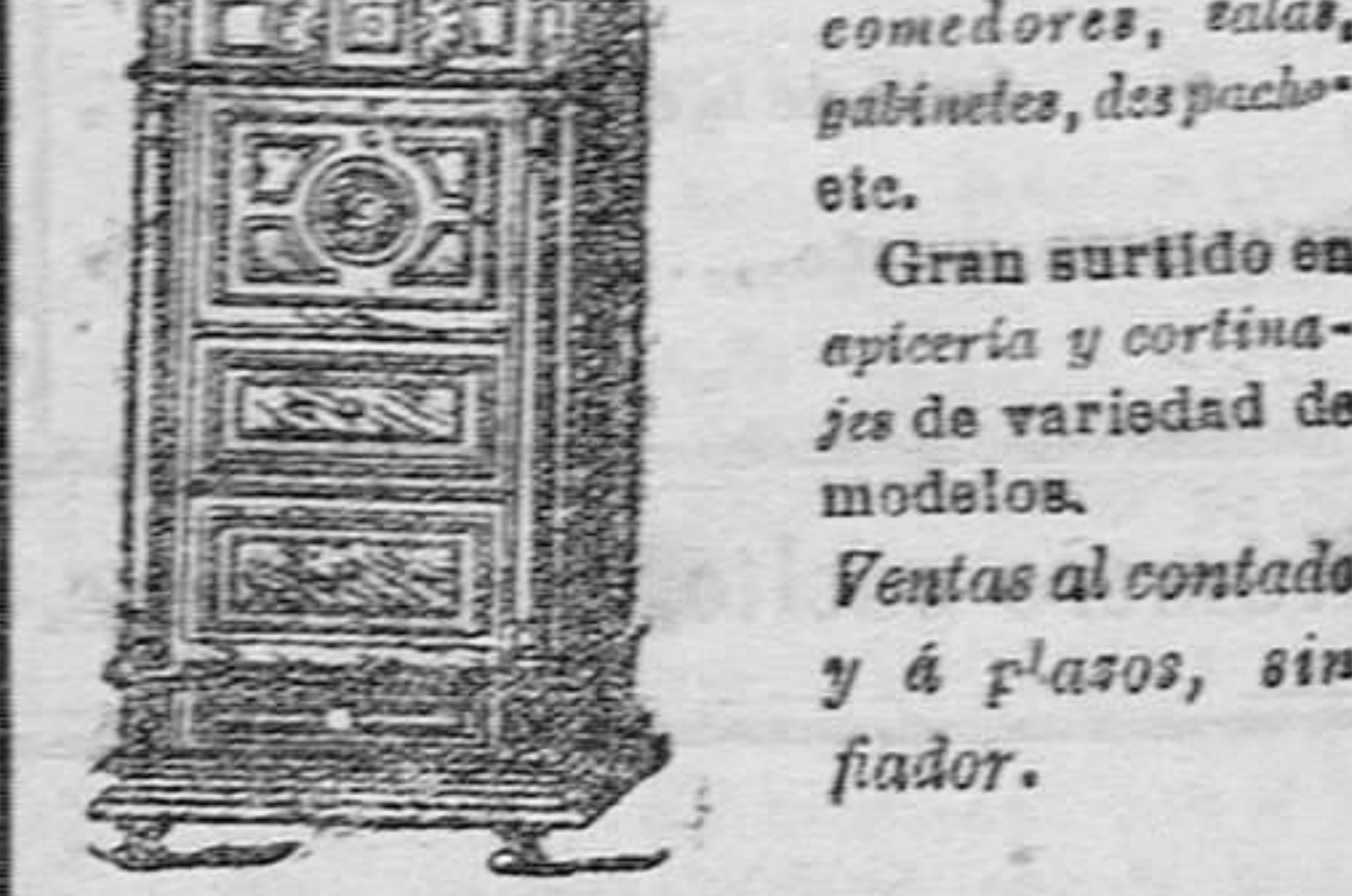 comedores, salas,
gabinetes, despacho-
etc.
Gran surtido en
apicería y cortina-
jes de variedad de
modelos.
Ventas al contado
y á plazos, sin
fiador.